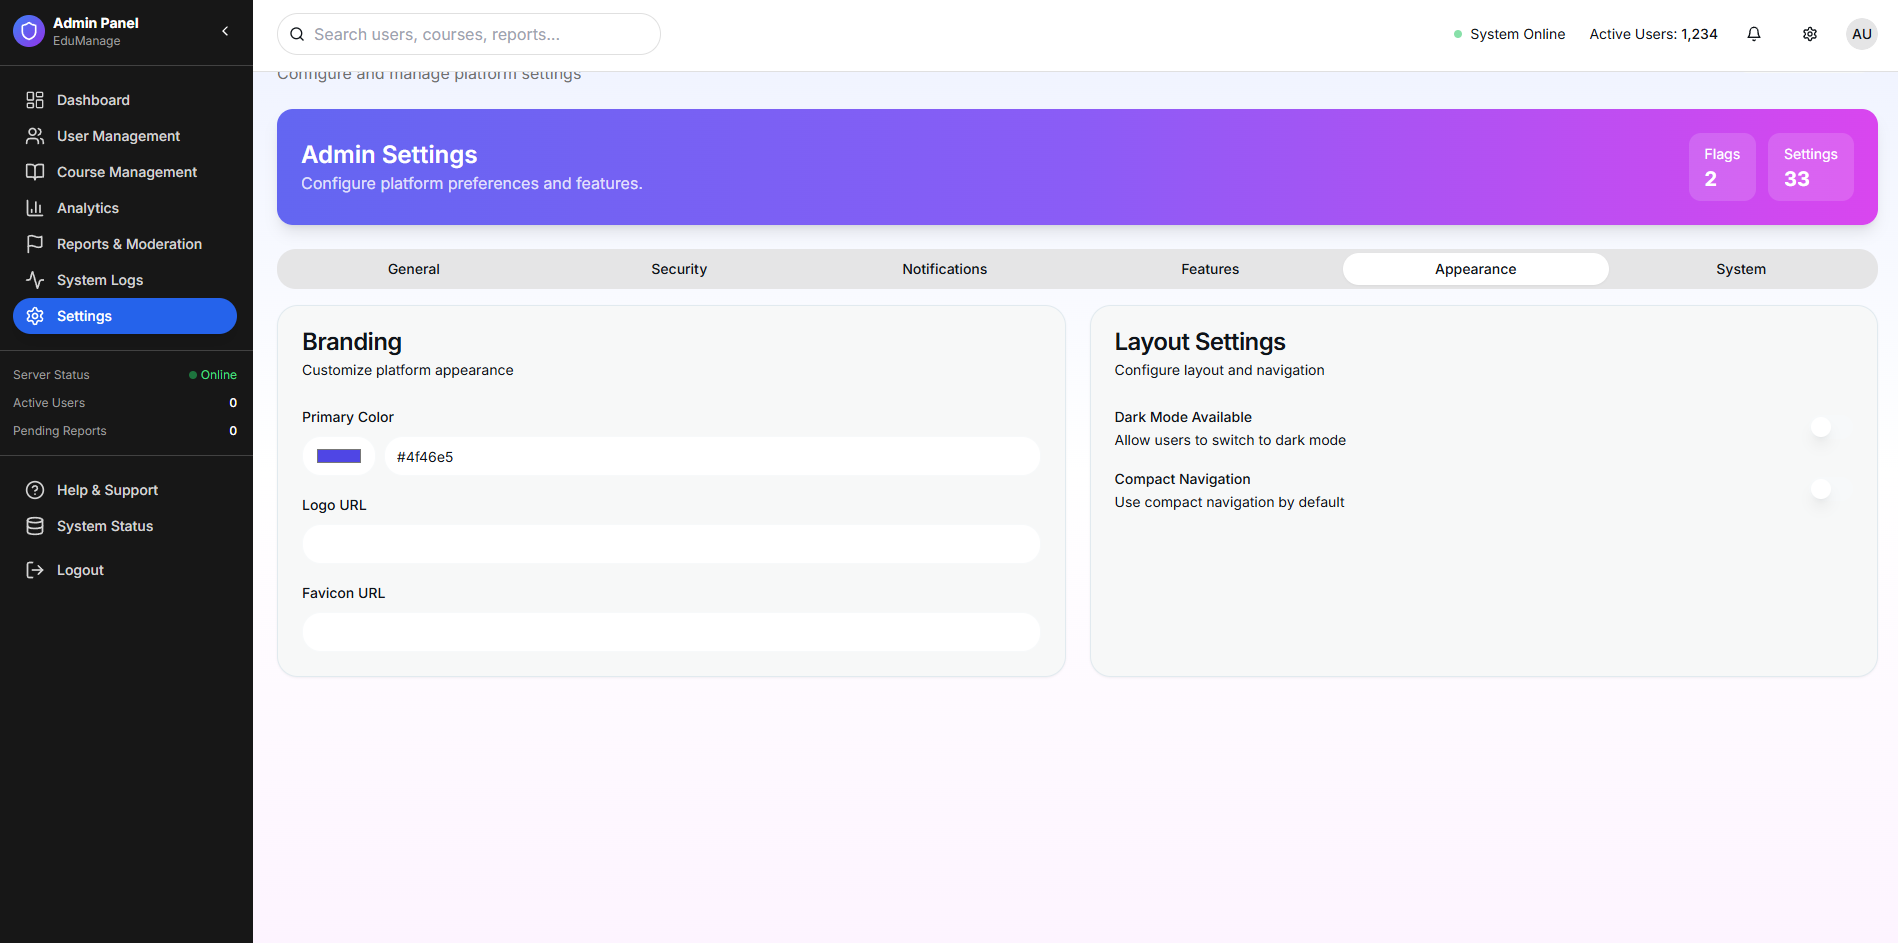 Admin Panel
EduManage
Dashboard
User Management
Course Management
Analytics
Reports & Moderation
System Logs
Settings
Server Status
Online
Active Users
0
Pending Reports
0
Help & Support
System Status
Logout
Search users, courses, reports...
System Online
Active Users: 1,234
AU
Configure and manage platform settings
Admin Settings
Configure platform preferences and features.
Flags
2
Settings
33
General
Security
Notifications
Features
Appearance
System
Branding
Customize platform appearance
Primary Color
#4f46e5
Logo URL
Favicon URL
Layout Settings
Configure layout and navigation
Dark Mode Available
Allow users to switch to dark mode
Compact Navigation
Use compact navigation by default